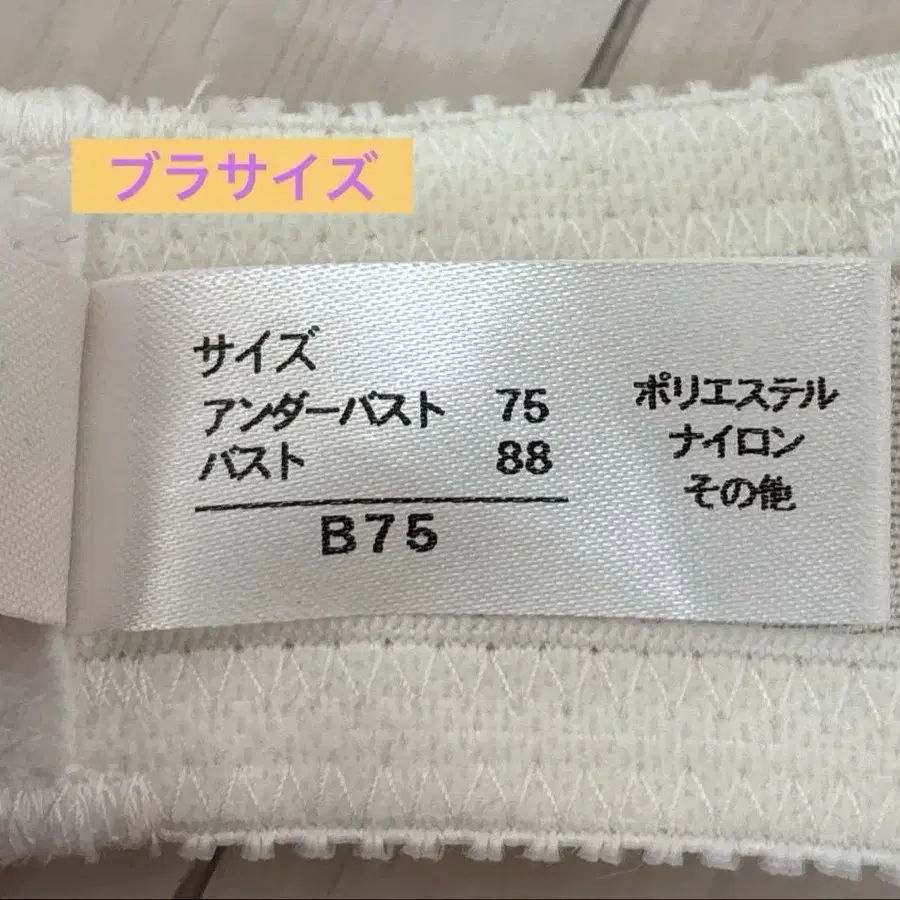 ブラサイズ
サイズ
アンダーバスト 75
バスト 88
B75
ポリエステル
ナイロン
その他